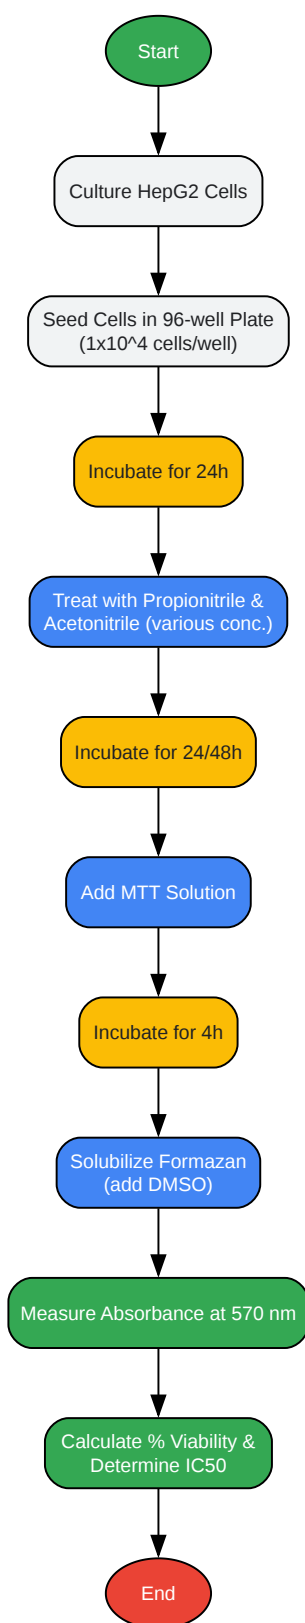 Start
Culture HepG2 Cells
Seed Cells in 96-well Plate
(1x10^4 cells/well)
Incubate for 24h
Treat with Propionitrile &
Acetonitrile (various conc.)
Incubate for 24/48h
Add MTT Solution
Incubate for 4h
Solubilize Formazan
(add DMSO)
Measure Absorbance at 570 nm
Calculate % Viability &
Determine IC50
End